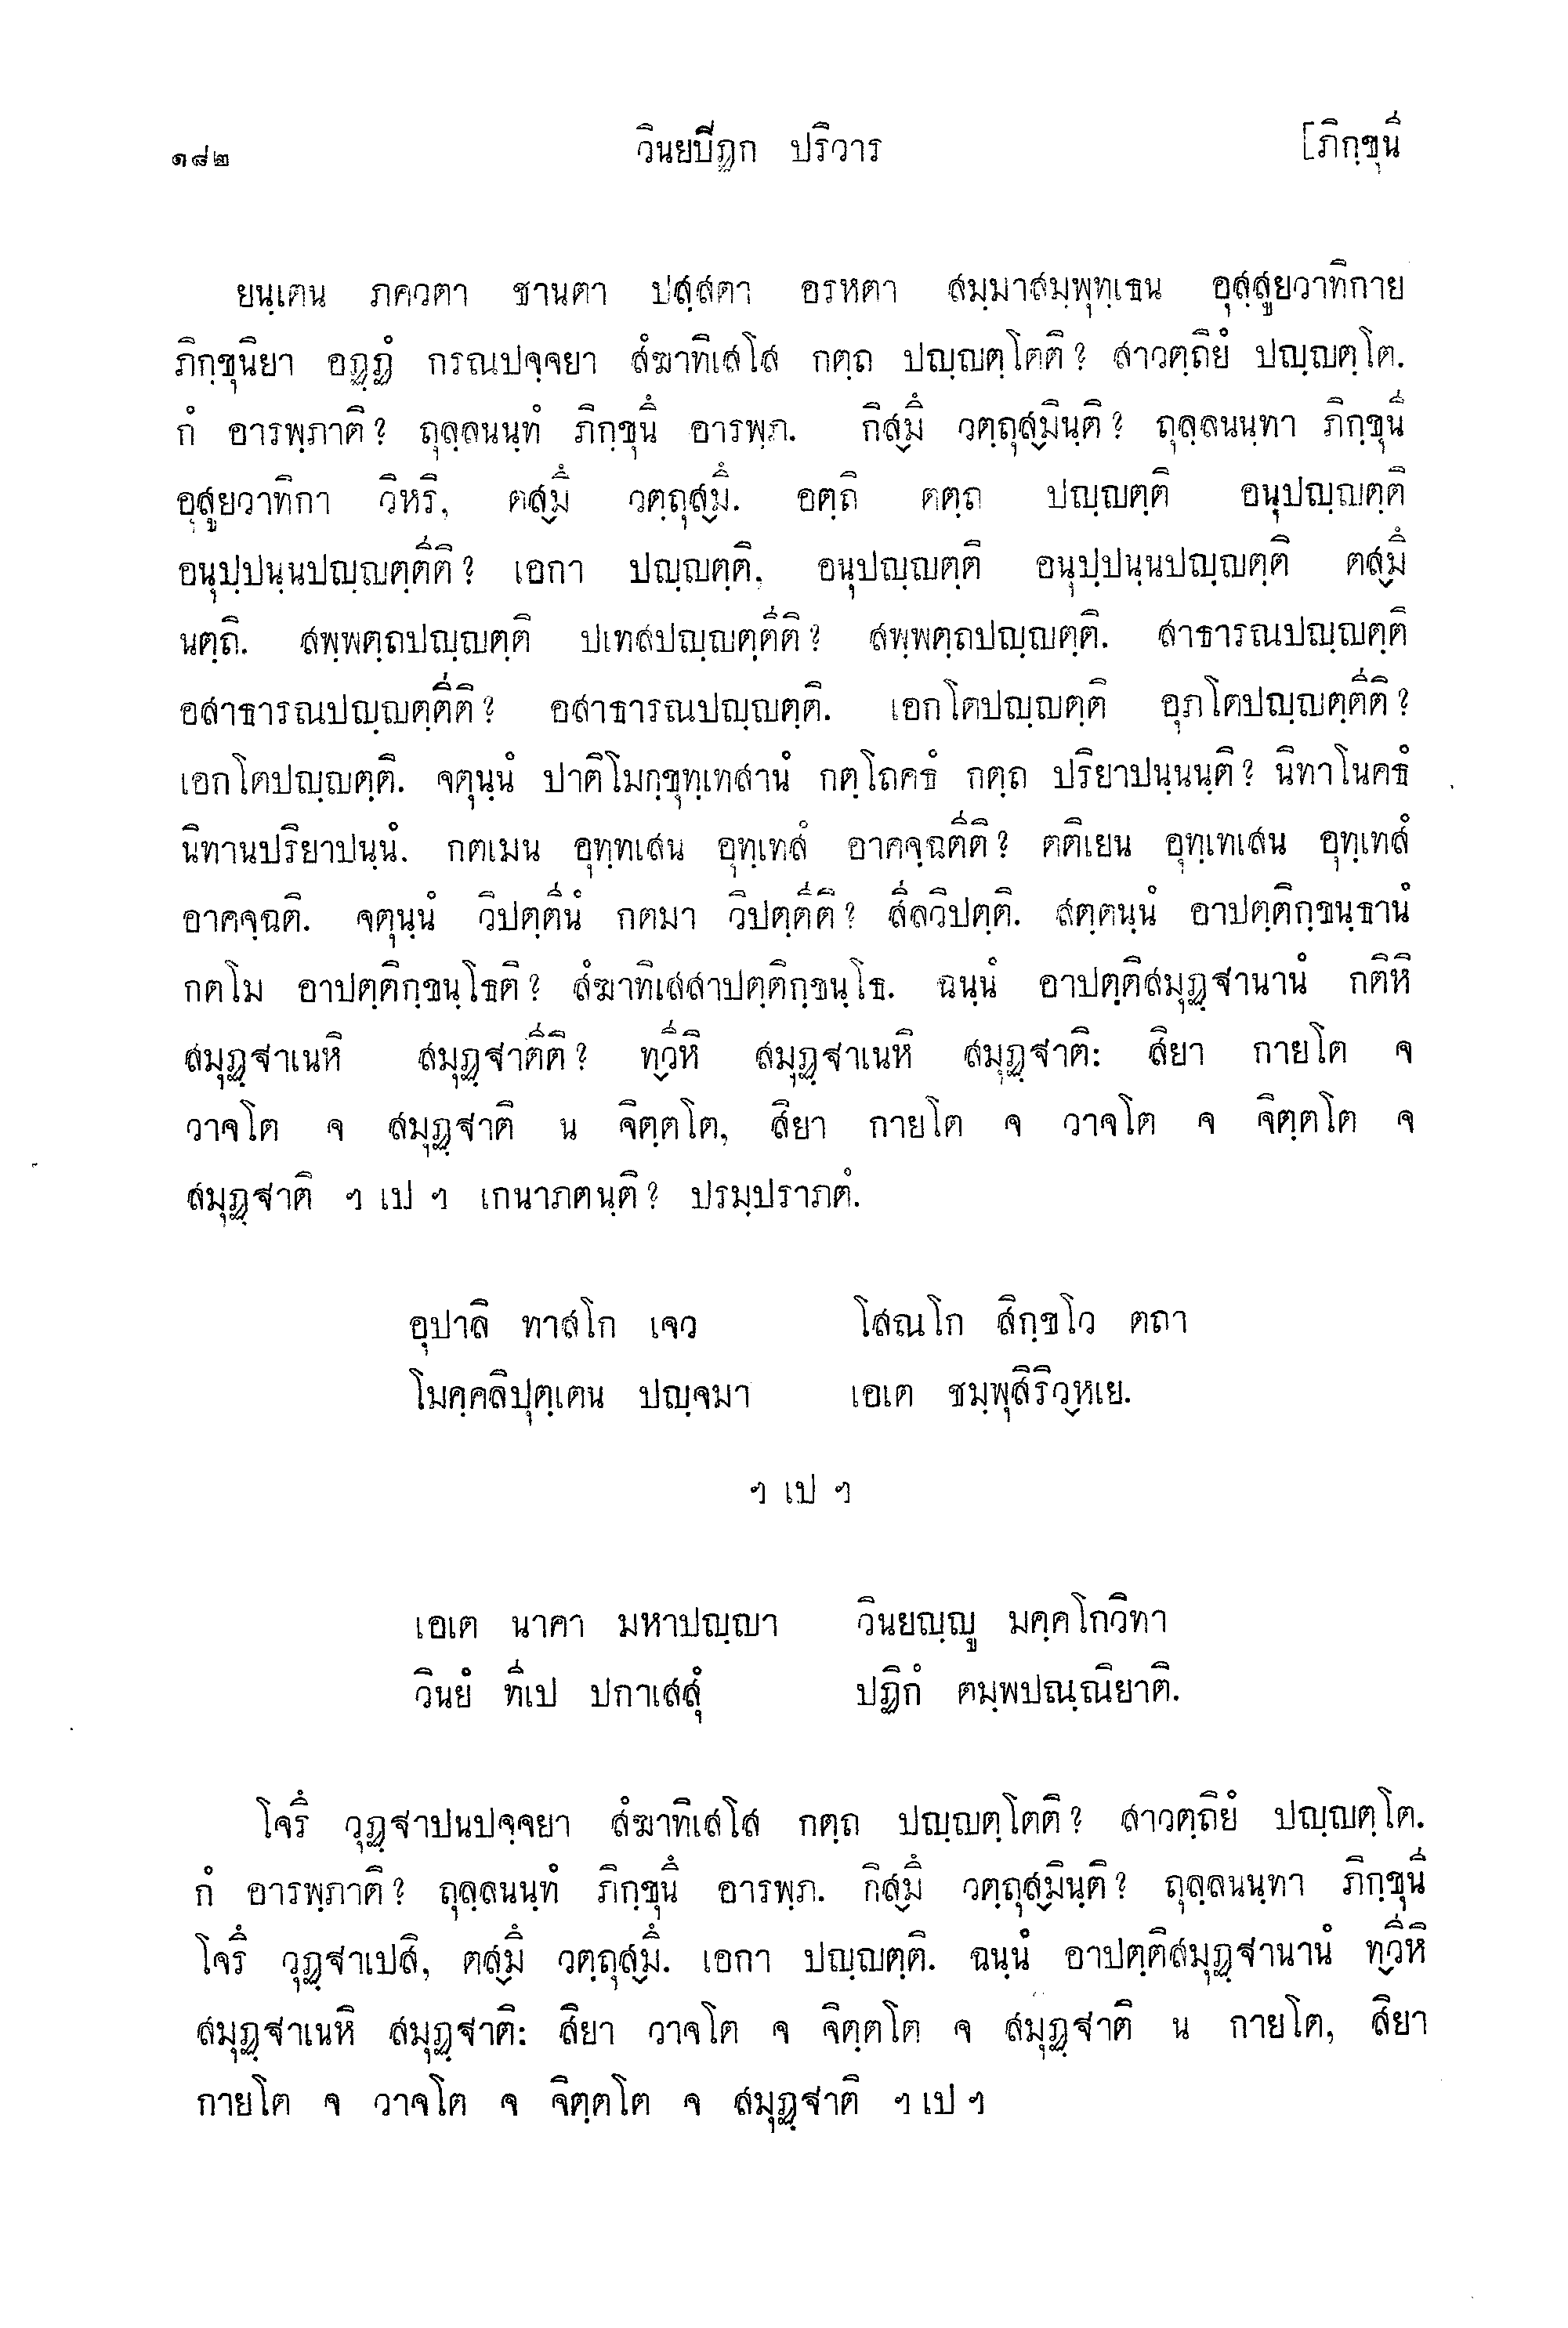 ๑๘๒ วินยปิฏก ปริวาร [ภิกฺขุนี
ยนฺเตน ภควตา ชานตา ปสฺสตา อรหตา สมฺมาสมฺพุทฺเธน อุสฺสูยวาทิกาย
ภิกฺขุนิยา อฏฺฏํ กรณปจฺจยา สํฆาทิเสโส กตฺถ ปญฺญตฺโตติ? สาวตฺถิยํ ปญฺญตฺโต.
กํ อารพฺภาติ? ถุลฺลนนฺทํ ภิกฺขุนึ อารพฺภ. กิสฺมึ วตฺถุสฺมินฺติ? ถุลฺลนนฺทา ภิกฺขุนี
อุสูยวาทิกา วิหริ, ตสฺมึ วตฺถุสฺมึ. อตฺถิ ตตฺถ ปญฺญตฺติ อนุปญฺญตฺติ
อนุปฺปนฺนปญฺญตฺตีติ? เอกา ปญฺญตฺติ, อนุปญฺญตฺติ อนุปฺปนฺนปญฺญตฺติ ตสฺมึ
นตฺถิ. สพฺพตฺถปญฺญตฺติ ปเทสปญฺญตฺตีติ? สพฺพตฺถปญฺญตฺติ. สาธารณปญฺญตฺติ
อสาธารณปญฺญตฺตีติ? อสาธารณปญฺญตฺติ. เอกโตปญฺญตฺติ อุภโตปญฺญตฺตีติ?
เอกโตปญฺญตฺติ. จตุนฺนํ ปาติโมกฺขุทฺเทสานํ กตฺโถคธํ กตฺถ ปริยาปนฺนนฺติ? นิทาโนคธํ
นิทานปริยาปนฺนํ. กตเมน อุทฺทเสน อุทฺเทสํ อาคจฺฉตีติ? ตติเยน อุทฺเทเสน อุทฺเทสํ
อาคจฺฉติ. จตุนฺนํ วิปตฺตีนํ กตมา วิปตฺตีติ? สีลวิปตฺติ. สตฺตนฺนํ อาปตฺติกฺขนฺธานํ
กตโม อาปตฺติกฺขนฺโธติ? สํฆาทิเสสาปตฺติกฺขนฺโธ. ฉนฺนํ อาปตฺติสมุฏฺฐานานํ กติหิ
สมุฏฺฐาเนหิ สมุฏฺฐาตีติ? ทฺวีหิ สมุฏฺฐาเนหิ สมุฏฺฐาติ: สิยา กายโต จ
วาจโต จ สมุฏฺฐาติ น จิตฺตโต, สิยา กายโต จ วาจโต จ จิตฺตโต จ
สมุฏฺฐาติ ฯ เป ฯ เกนาภตนฺติ? ปรมฺปราภตํ.
อุปาลิ ทาสโก เจว โสณโก สิกฺขโว ตถา
โมคฺคลิปุตฺเตน ปญฺจมา เอเต ชมฺพุสิริวฺหเย.
ฯ เป ฯ
เอเต นาคา มหาปญฺญา วินยญฺญู มคฺคโกวิทา
วินยํ ทีเป ปกาเสสุํ ปฏิกํ ตมฺพปณฺณิยาติ.
โจรึ วุฏฺฐาปนปจฺจยา สํฆาทิเสโส กตฺถ ปญฺญตฺโตติ? สาวตฺถิยํ ปญฺญตฺโต.
กํ อารพฺภาติ? ถุลฺลนนฺทํ ภิกฺขุนึ อารพฺภ. กิสฺมึ วตฺถุสฺมินฺติ? ถุลฺลนนฺทา ภิกฺขุนี
โจรึ วุฏฺฐาเปสิ, ตสฺมึ วตฺถุสฺมึ. เอกา ปญฺญตฺติ. ฉนฺนํ อาปตฺติสมุฏฺฐานานํ ทฺวีหิ
สมุฏฺฐาเนหิ สมุฏฺฐาติ: สิยา วาจโต จ จิตฺตโต จ สมุฏฺฐาติ น กายโต, สิยา
กายโต จ วาจโต จ จิตฺตโต จ สมุฏฺฐาติ ฯ เป ฯ